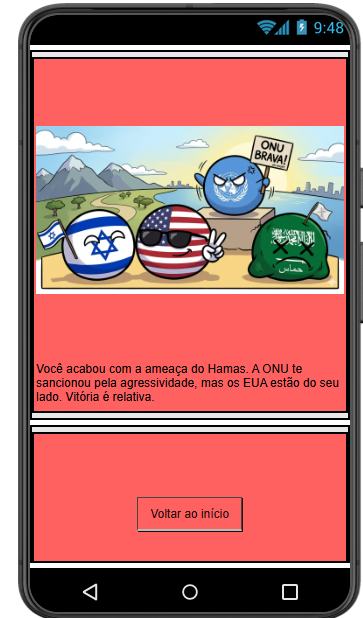 9:48
ONU
BRAVA!
حماس
Você acabou com a ameaça do Hamas. A ONU te
sancionou pela agressividade, mas os EUA estão do seu
lado. Vitória é relativa.
Voltar ao início